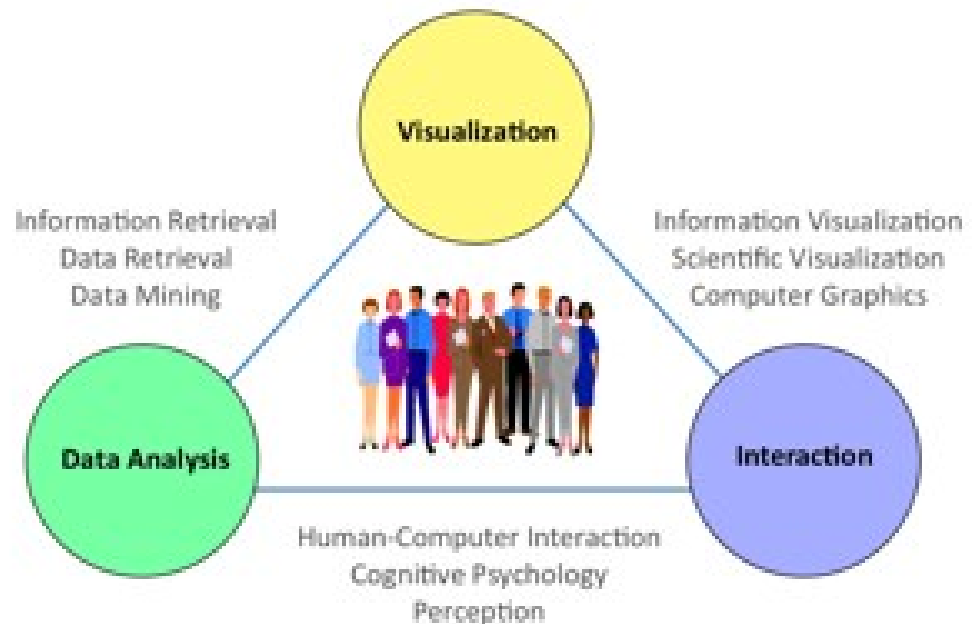 Visualization
Information Retrieval
Data Retrieval
Data Mining
Information Visualization
Scientific Visualization
Computer Graphics
Data Analysis
Interaction
Human-Computer Interaction
Cognitive Psychology
Perception